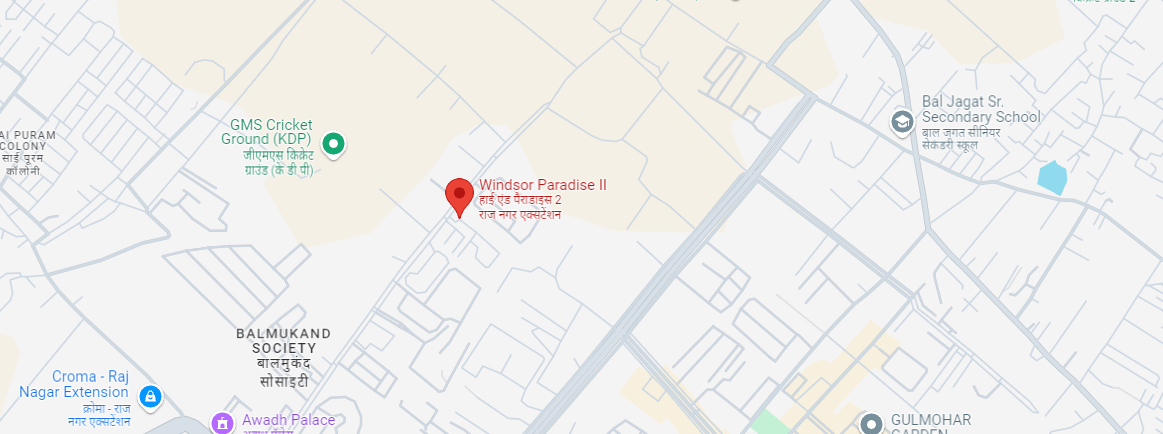 GMS Cricket
Ground (KDP)
जीएमएस क्रिकेट
ग्राउंड (के डी पी)
Bal Jagat Sr.
Secondary School
बाल जगत सीनियर
सेकंडरी स्कूल
AI PURAM
COLONY
साईं पुरम
कॉलोनी
Windsor Paradise II
हाई एंड पैराडाइस 2
राज नगर एक्सटेंशन
BALMUKAND
SOCIETY
बालमुकंद
सोसाइटी
Croma - Raj
Nagar Extension
क्रोमा - राज
नगर एक्सटेंशन
Awadh Palace
GULMOHAR
GARDEN